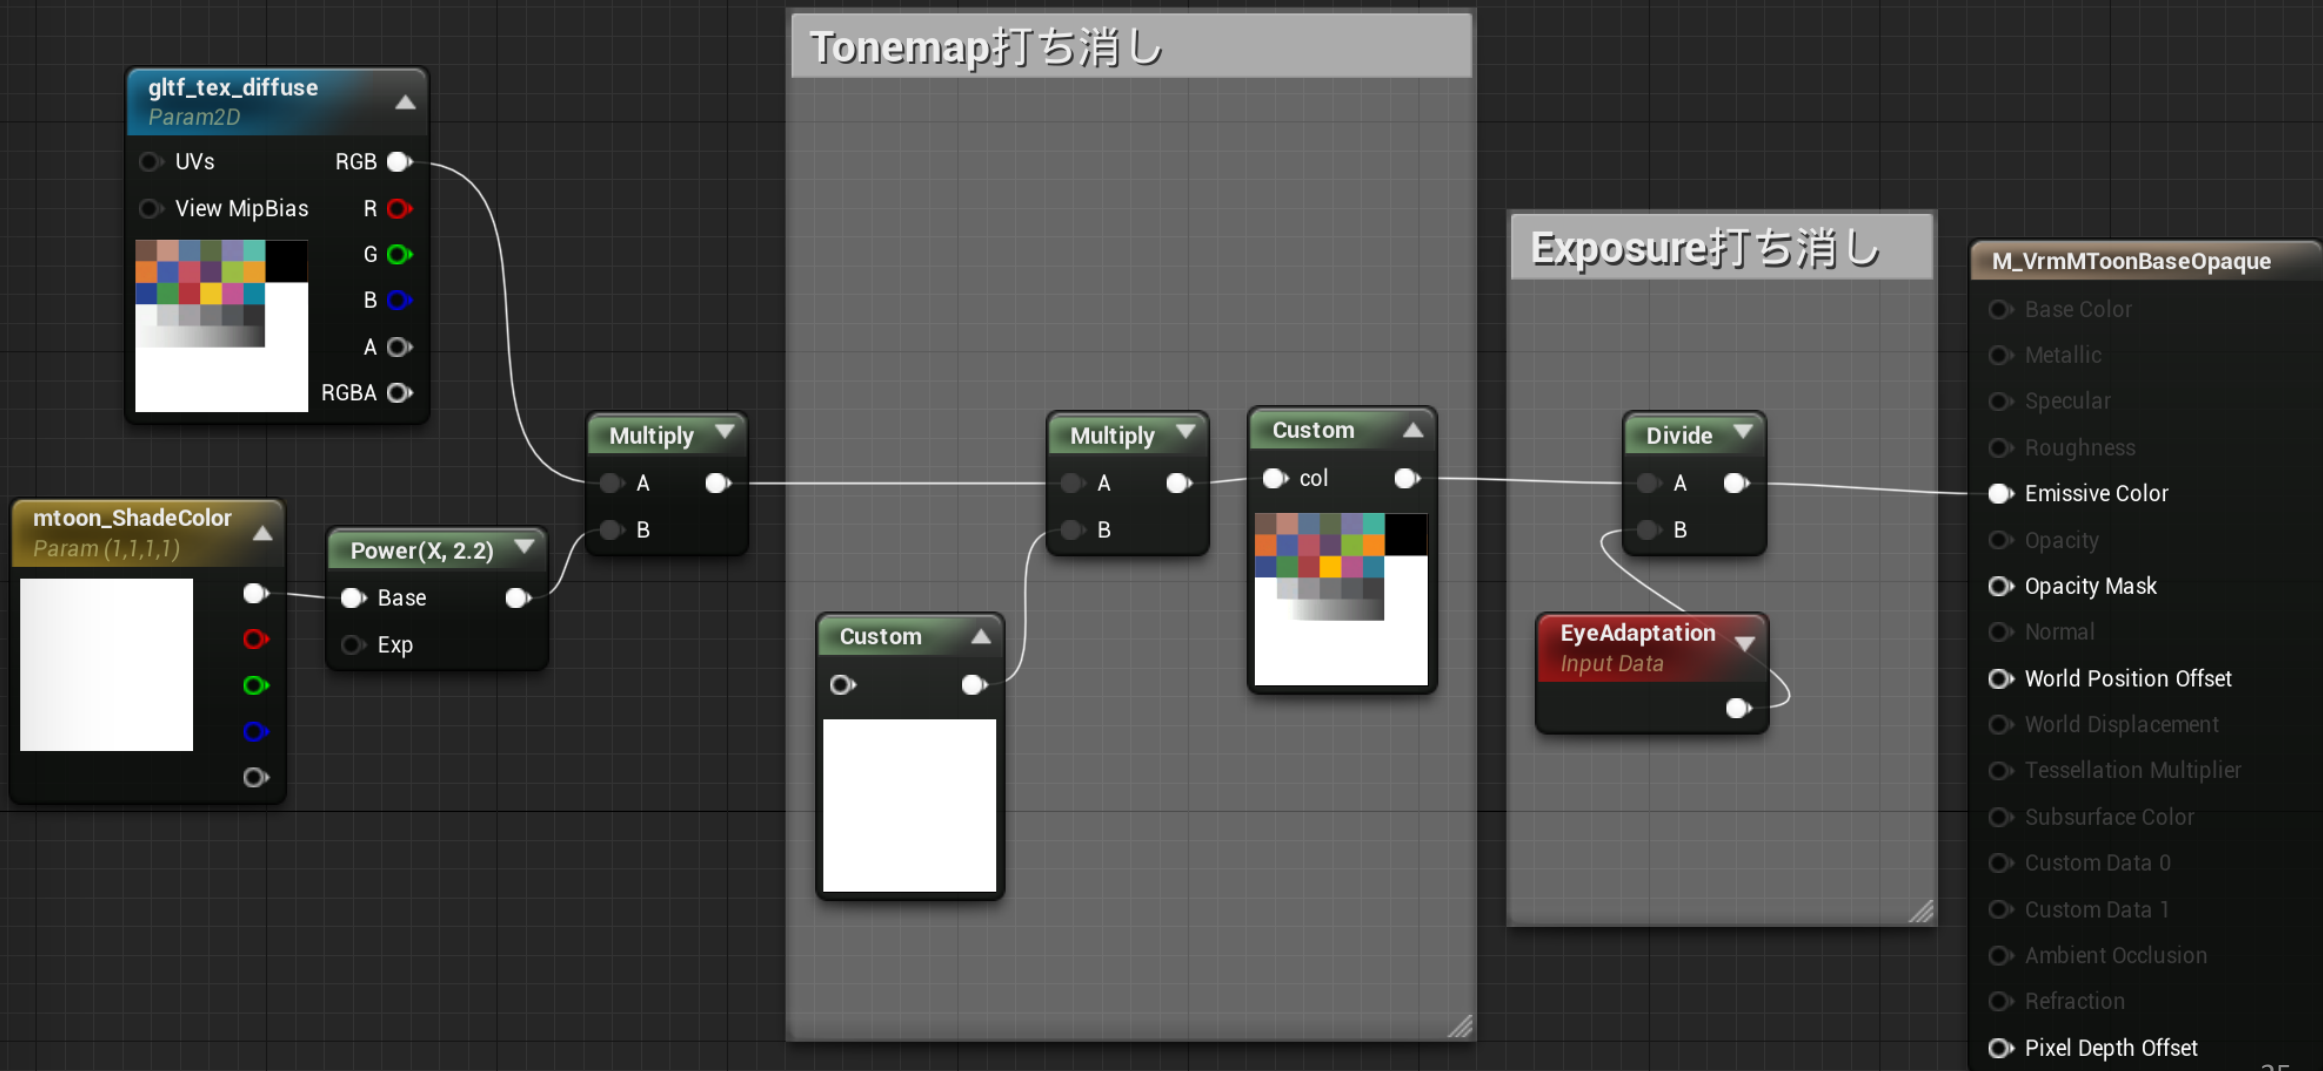 Tonemap打ち消し
gltf_tex_diffuse
Param2D
UVs
RGB
View MipBias
R
G
B
A
RGBA
mtoon_ShadeColor
Param (1,1,1,1)
Power(X, 2.2)
Base
Exp
Multiply
A
B
Custom
Multiply
A
B
Custom
col
Exposure打ち消し
Divide
A
B
EyeAdaptation
Input Data
M_VrmMToonBaseOpaque
Base Color
Metallic
Specular
Roughness
Emissive Color
Opacity
Opacity Mask
Normal
World Position Offset
World Displacement
Tessellation Multiplier
Subsurface Color
Custom Data 0
Custom Data 1
Ambient Occlusion
Refraction
Pixel Depth Offset